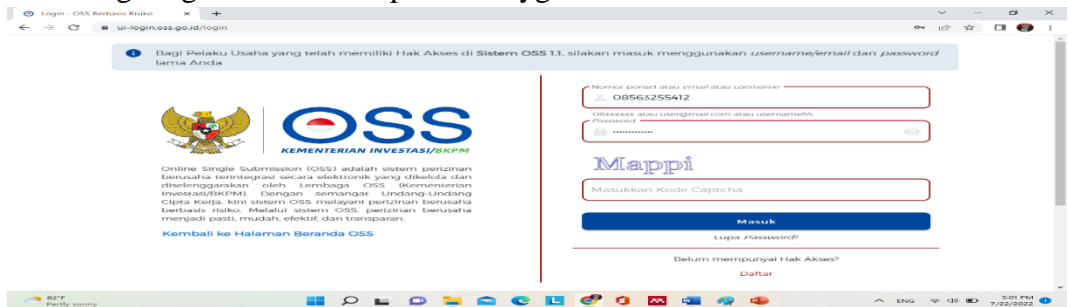 Login - OSS Berbasis Risiko
ui-login.oss.go.id/login
Bagi Pelaku Usaha yang telah memiliki Hak Akses di Sistem OSS 1.1, silakan masuk menggunakan username/email dan password
lama Anda
OSS
KEMENTERIAN INVESTASI/BKPM
Online Single Submission (OSS) adalah sistem perizinan
berusaha terintegrasi secara elektronik yang dikelola dan
diselenggarakan oleh Lembaga OSS (Kementerian
Investasi/BKPM). Dengan semangat Undang-Undang
Cipta Kerja, kini sistem OSS melayani perizinan berusaha
berbasis risiko. Melalui sistem OSS, perizinan berusaha
menjadi pasti, mudah, efektif, dan transparan.
Kembali ke Halaman Beranda OSS
Nomor ponsel atau email atau username
08563255412
08xxxxxx atau user@mail.com atau username55
Password
Mappi
Masukkan Kode Captcha
Masuk
Lupa Password?
Belum mempunyai Hak Akses?
Daftar
82°F
Partly sunny
ENG
5:01 PM
7/22/2022